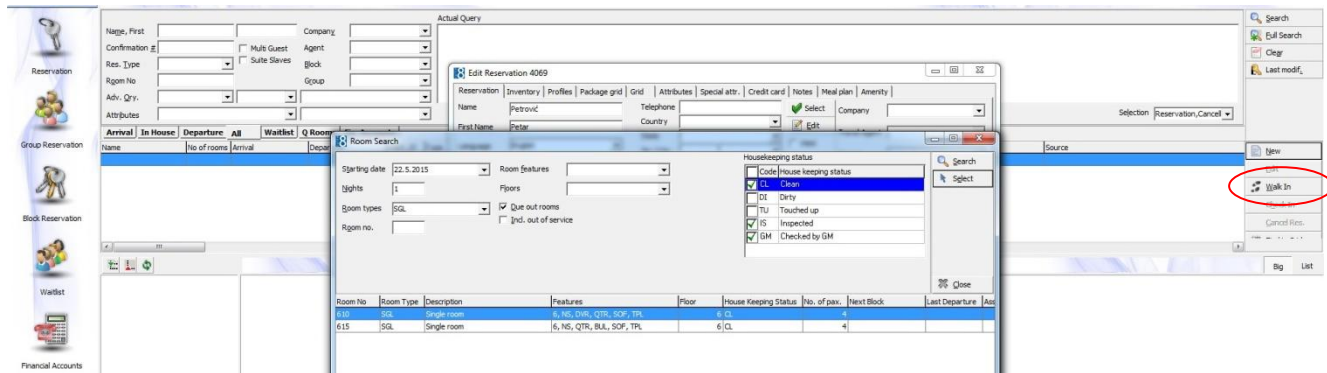 Actual Query
Name, First
Company
Search
Confirmation #
Multi Guest
Agent
Full Search
Res. Type
Suite Slaves
Block
Clear
Reservation
Room No
Group
Last modif.
Adv. Qry.
Attributes
Selection
Reservation,Cancel
Edit Reservation 4069
Reservation
Inventory
Profiles
Package grid
Grid
Attributes
Special attr.
Credit card
Notes
Meal plan
Amenity
Name
Petrović
Telephone
Select
Company
First Name
Petar
Country
Edit
Group Reservation
Arrival
In House
Departure
All
Waitlist
Q Room
Name
No of rooms
Arrival
Source
New
Walk In
Cancel Res.
Block Reservation
Big
List
Waitlist
Financial Accounts
Room Search
Starting date
22.5.2015
Room features
Nights
1
Floors
Room types
SGL
Due out rooms
Incl. out of service
Room no.
Housekeeping status
Code
House keeping status
CL
Clean
DI
Dirty
TU
Touched up
IS
Inspected
GM
Checked by GM
Search
Select
Close
Room No
Room Type
Description
Features
Floor
House Keeping Status
No. of pax.
Next Block
Last Departure
610
SGL
Single room
6, NS, DVR, QTR, SOF, TPL
6
CL
4
615
SGL
Single room
6, NS, QTR, BUL, SOF, TPL
6
CL
4